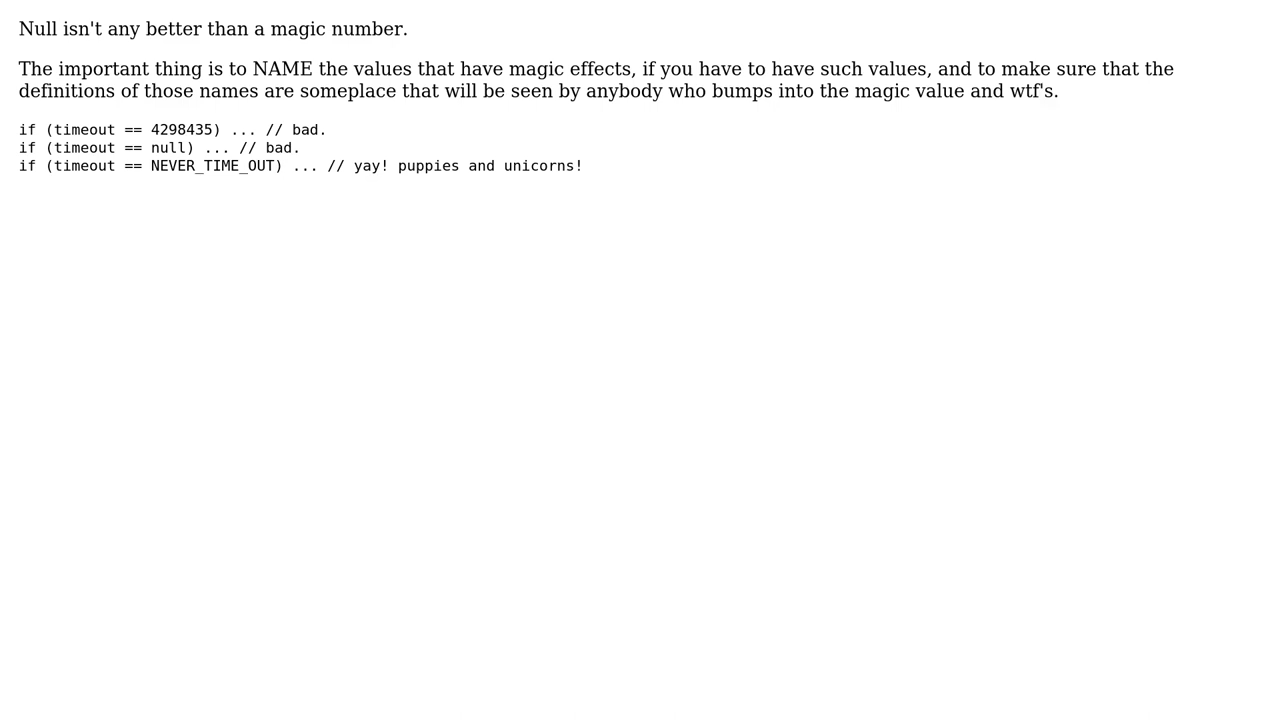 Null isn't any better than a magic number.
The important thing is to NAME the values that have magic effects, if you have to have such values, and to make sure that the
definitions of those names are someplace that will be seen by anybody who bumps into the magic value and wtf's.
if (timeout == 4298435) ... // bad.
if (timeout == null) ... // bad.
if (timeout == NEVER_TIME_OUT) ... // yay! puppies and unicorns!